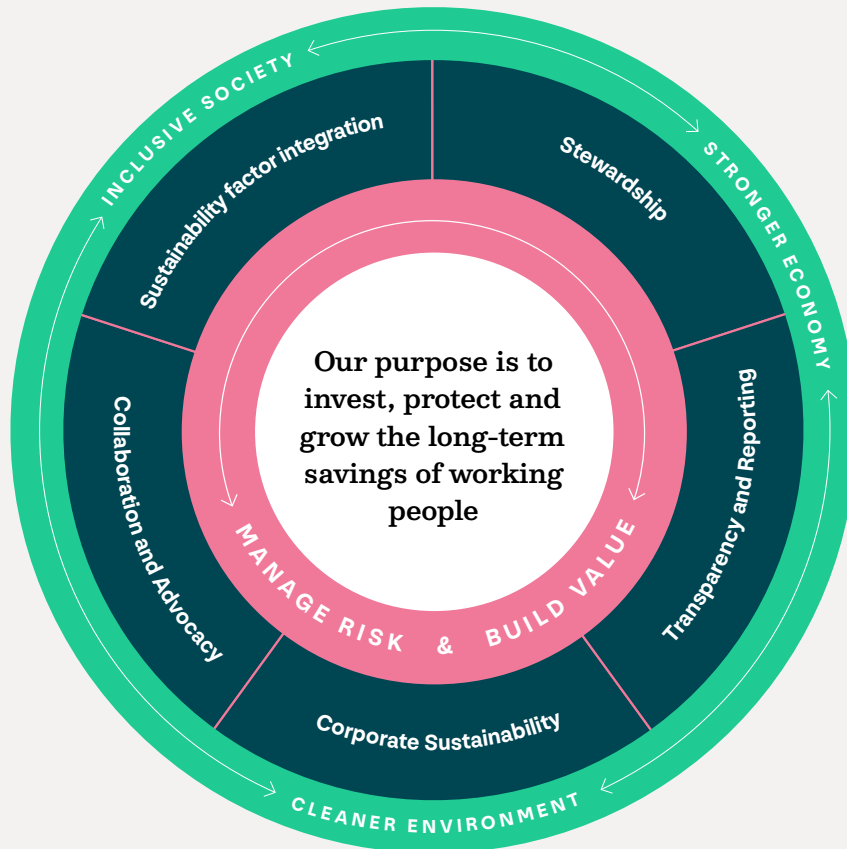 INCLUSIVE SOCIETY
STRONGER ECONOMY
Sustainability factor integration
Stewardship
Our purpose is to
invest, protect and
grow the long-term
savings of working
people
Collaboration and Advocacy
Transparency and Reporting
MANAGE RISK & BUILD VALUE
Corporate Sustainability
CLEANER ENVIRONMENT